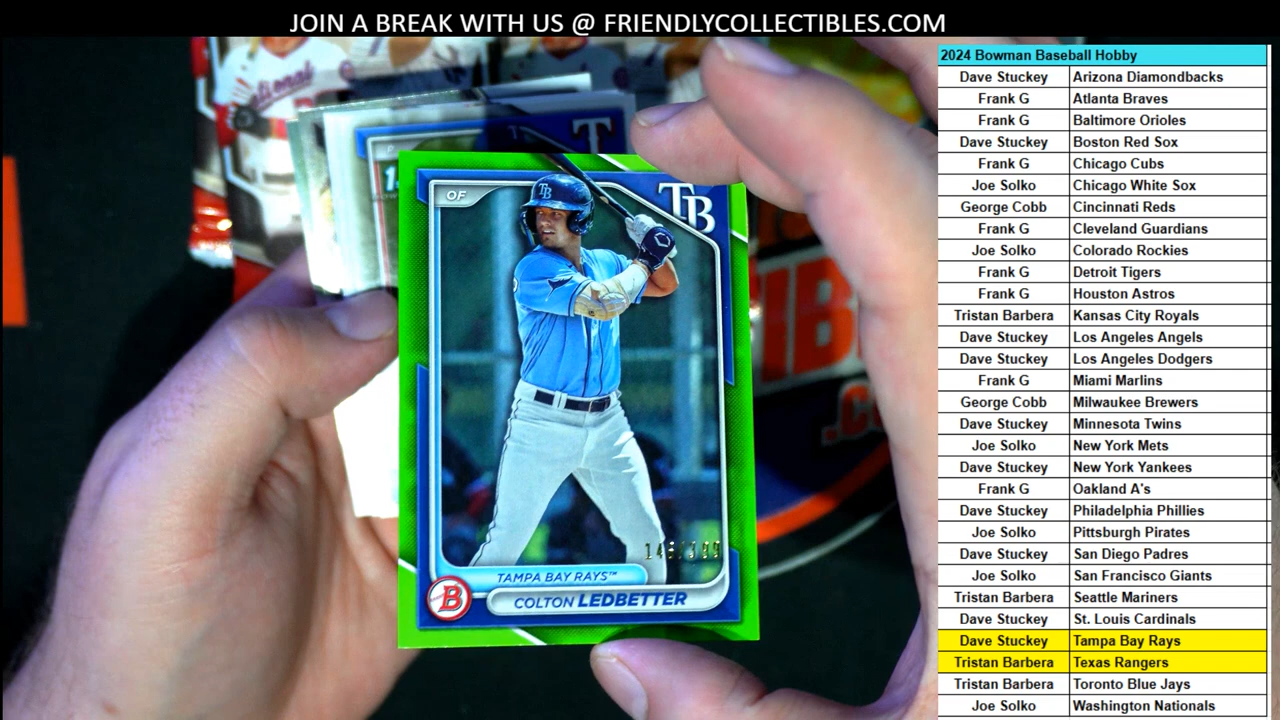 JOIN A BREAK WITH US @ FRIENDLYCOLLECTIBLES.COM
OF
TB
TB
TAMPA BAY RAYS™
B
COLTON LEDBETTER
2024 Bowman Baseball Hobby
Dave Stuckey Arizona Diamondbacks
Frank G Atlanta Braves
Frank G Baltimore Orioles
Dave Stuckey Boston Red Sox
Frank G Chicago Cubs
Joe Solko Chicago White Sox
George Cobb Cincinnati Reds
Frank G Cleveland Guardians
Joe Solko Colorado Rockies
Frank G Detroit Tigers
Frank G Houston Astros
Tristan Barbera Kansas City Royals
Dave Stuckey Los Angeles Angels
Dave Stuckey Los Angeles Dodgers
Frank G Miami Marlins
George Cobb Milwaukee Brewers
Dave Stuckey Minnesota Twins
Joe Solko New York Mets
Dave Stuckey New York Yankees
Frank G Oakland A's
Dave Stuckey Philadelphia Phillies
Joe Solko Pittsburgh Pirates
Dave Stuckey San Diego Padres
Joe Solko San Francisco Giants
Tristan Barbera Seattle Mariners
Dave Stuckey St. Louis Cardinals
Dave Stuckey Tampa Bay Rays
Tristan Barbera Texas Rangers
Tristan Barbera Toronto Blue Jays
Joe Solko Washington Nationals